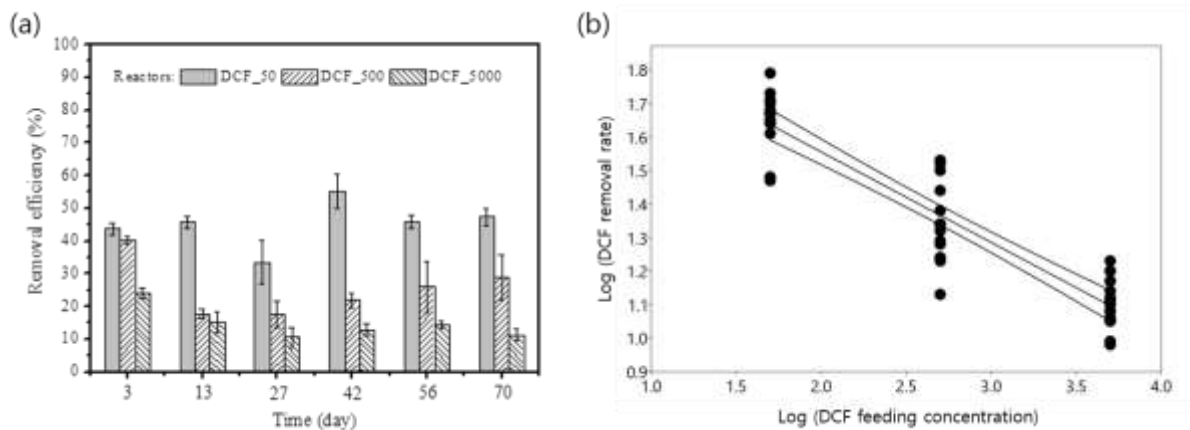 (a)
100
90
80
70
60
50
40
30
20
10
0
Removal efficiency (%)
Reactors: DCF_50 DCF_500 DCF_5000
3 13 27 42 56 70
Time (day)
(b)
1.8
1.7
1.6
1.5
1.4
1.3
1.2
1.1
1.0
0.9
Log (DCF removal rate)
1.0 1.5 2.0 2.5 3.0 3.5 4.0
Log (DCF feeding concentration)